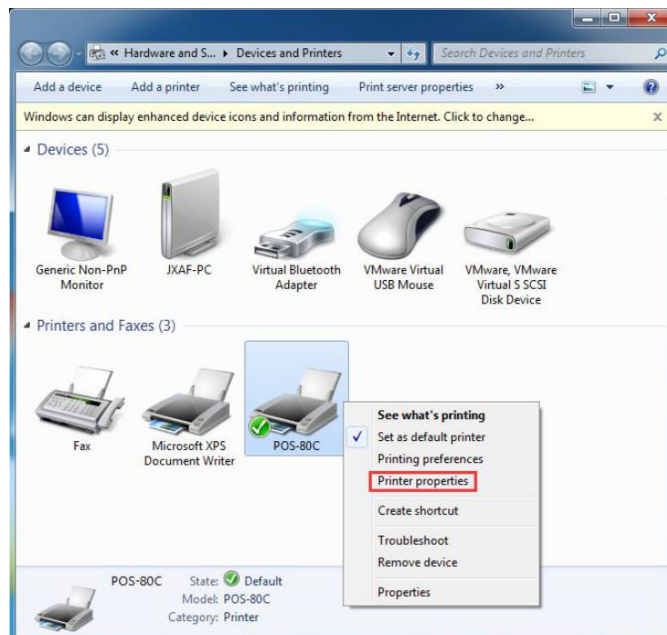 « Hardware and S... ▸ Devices and Printers
Search Devices and Printers
Add a device Add a printer See what's printing Print server properties »
Windows can display enhanced device icons and information from the Internet. Click to change...
Devices (5)
Generic Non-PnP
Monitor
JXAF-PC
Virtual Bluetooth
Adapter
VMware Virtual
USB Mouse
VMware, VMware
Virtual S SCSI
Disk Device
Printers and Faxes (3)
Fax
Microsoft XPS
Document Writer
POS-80C
See what's printing
Set as default printer
Printing preferences
Printer properties
Create shortcut
Troubleshoot
Remove device
Properties
POS-80C State: Default
Model: POS-80C
Category: Printer